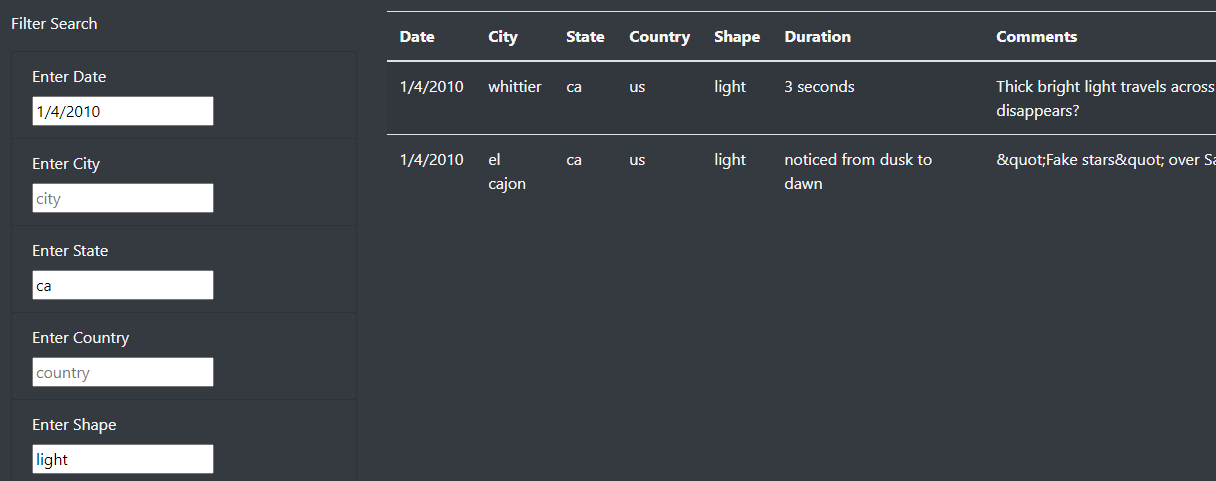 Filter Search
Enter Date
1/4/2010
Enter City
city
Enter State
ca
Enter Country
country
Enter Shape
light
Date City State Country Shape Duration Comments
1/4/2010 whittier ca us light 3 seconds Thick bright light travels across
disappears?
1/4/2010 el ca us light noticed from dusk to &quot;Fake stars&quot; over Sa
cajon dawn